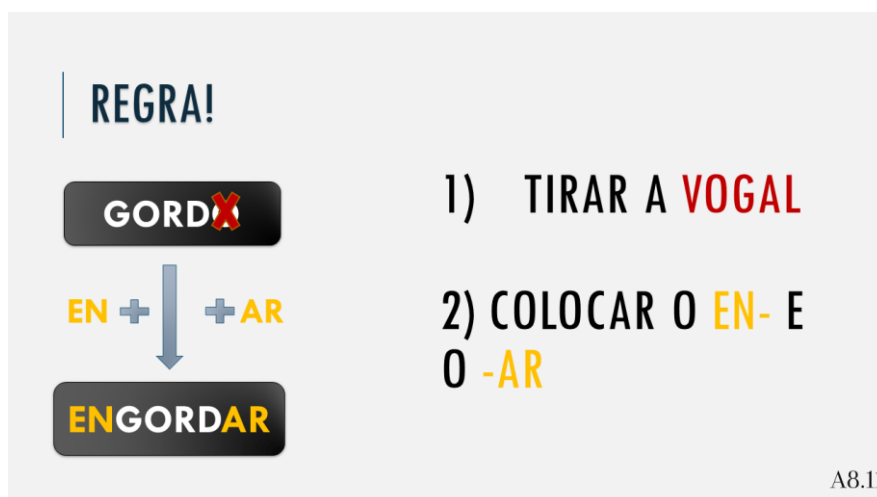 REGRA!
GORDO
EN + + AR
ENGORDAR
1) TIRAR A VOGAL
2) COLOCAR O EN- E
O -AR